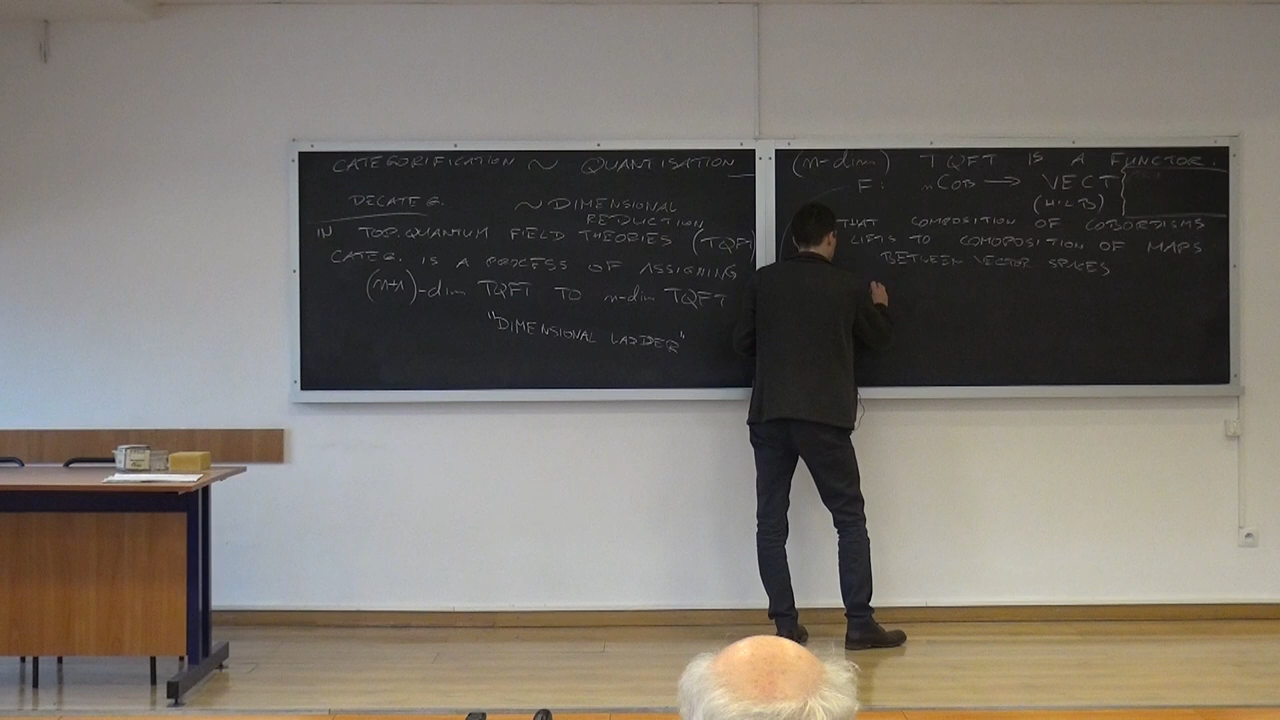 CATEGORIFICATION ~ QUANTISATION
DECATEG. ~ DIMENSIONAL
REDUCTION
IN TOP. QUANTUM FIELD THEORIES (TQFT)
CATEG. IS A PROCESS OF ASSIGNING
(n+1)-dim TQFT TO n-dim TQFT
"DIMENSIONAL LADDER"
(n-dim) TQFT IS A FUNCTOR.
F: nCOB → VECT
(HILB)
THAT COMPOSITION OF COBORDISMS
LIFTS TO COMOPOSITION OF MAPS
BETWEEN VECTOR SPACES